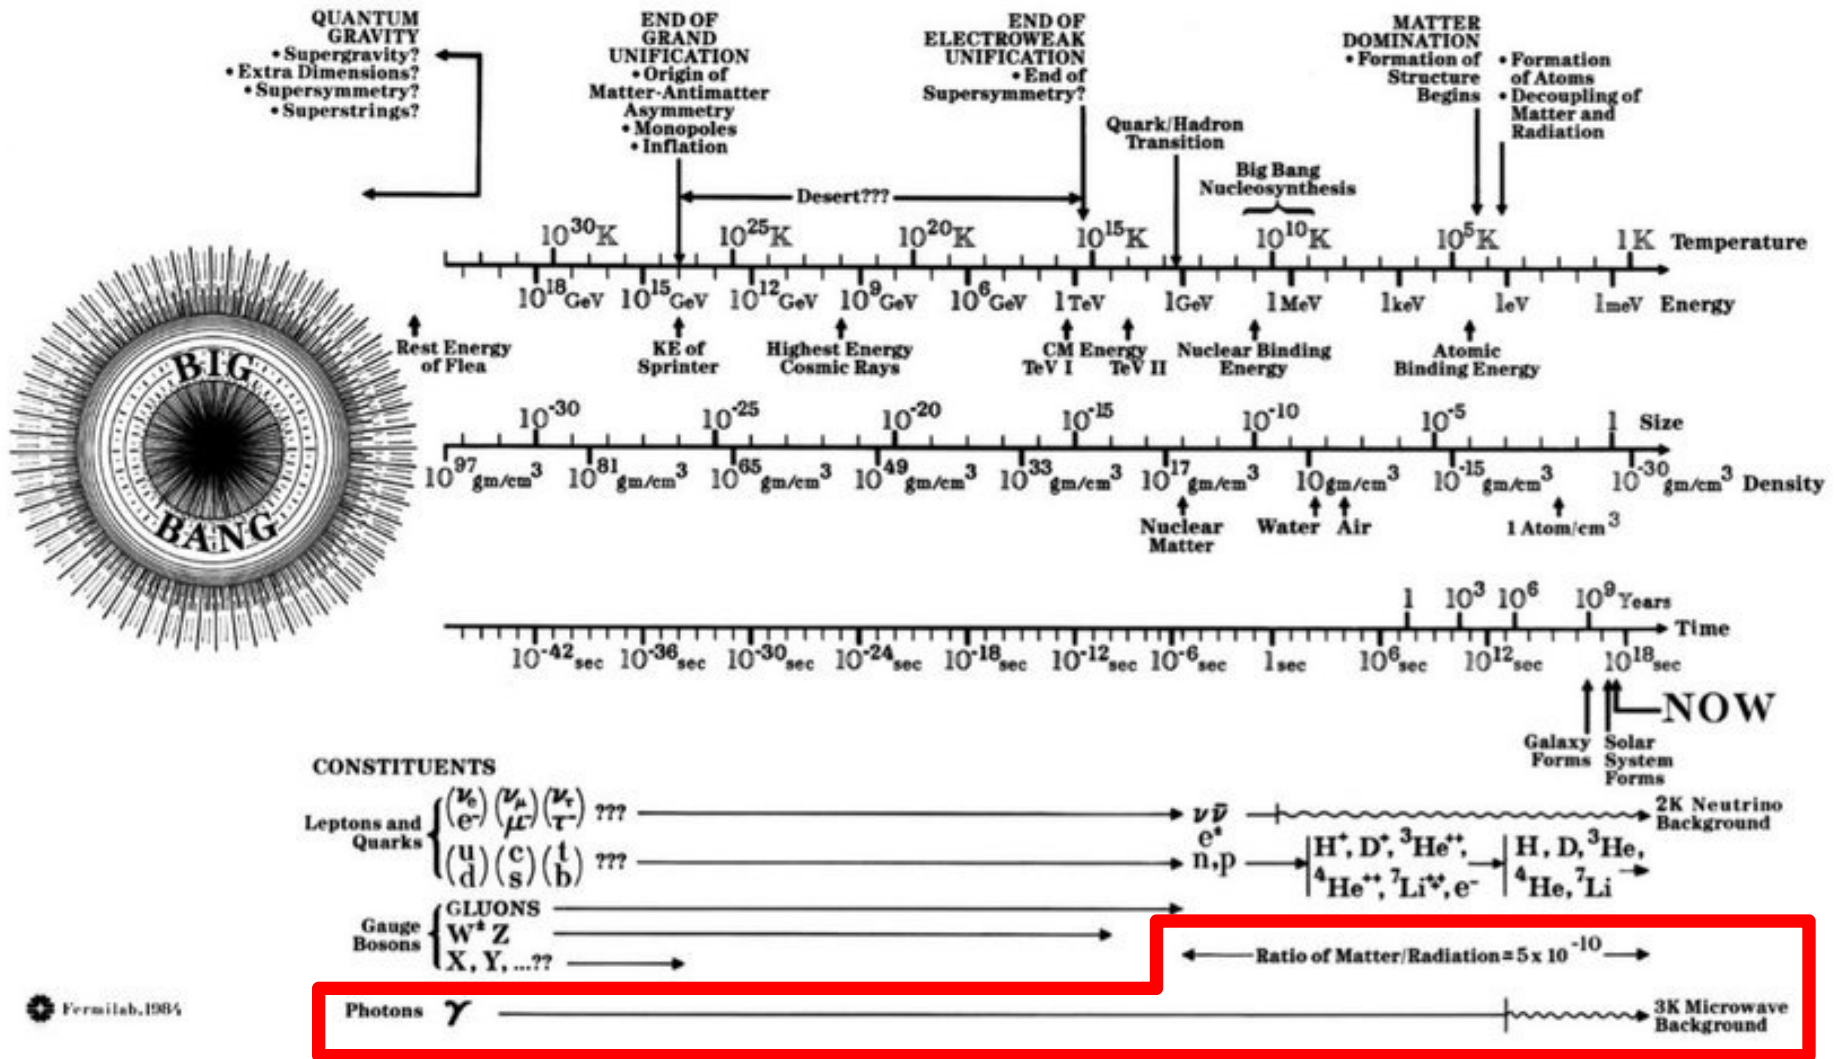 QUANTUM
GRAVITY
• Supergravity?
• Extra Dimensions?
• Supersymmetry?
• Superstrings?
END OF
GRAND
UNIFICATION
• Origin of
Matter-Antimatter
Asymmetry
• Monopoles
• Inflation
END OF
ELECTROWEAK
UNIFICATION
• End of
Supersymmetry?
Quark/Hadron
Transition
Big Bang
Nucleosynthesis
MATTER
DOMINATION
• Formation of
Structure
Begins
• Formation
of Atoms
• Decoupling of
Matter and
Radiation
Desert???
10³⁰K 10²⁵K 10²⁰K 10¹⁵K 10¹⁰K 10⁵K 1K Temperature
10¹⁸GeV 10¹⁵GeV 10¹²GeV 10⁹GeV 10⁶GeV 1TeV 1GeV 1MeV 1keV 1eV 1meV Energy
Rest Energy
of Flea
KE of
Sprinter
Highest Energy
Cosmic Rays
CM Energy
TeV I TeV II
Nuclear Binding
Energy
Atomic
Binding Energy
BIG
BANG
10⁻³⁰ 10⁻²⁵ 10⁻²⁰ 10⁻¹⁵ 10⁻¹⁰ 10⁻⁵ 1 Size
10⁹⁷gm/cm³ 10⁸¹gm/cm³ 10⁶⁵gm/cm³ 10⁴⁹gm/cm³ 10³³gm/cm³ 10¹⁷gm/cm³ 10gm/cm³ 10⁻¹⁵gm/cm³ 10⁻³⁰gm/cm³ Density
Nuclear
Matter
Water Air
1 Atom/cm³
1 10³ 10⁶ 10⁹ Years
Time
10⁻⁴²sec 10⁻³⁶sec 10⁻³⁰sec 10⁻²⁴sec 10⁻¹⁸sec 10⁻¹²sec 10⁻⁶sec 1sec 10⁶sec 10¹²sec 10¹⁸sec
NOW
Galaxy
Forms
Solar
System
Forms
CONSTITUENTS
Leptons and
Quarks
(νe e⁻) (νμ μ⁻) (ντ τ⁻) ???
(u d) (c s) (t b) ???
ν ν̄
e±
n,p
2K Neutrino
Background
H⁺, D⁺, ³He⁺⁺,
⁴He⁺⁺, ⁷Li⁺⁺⁺, e⁻
H, D, ³He,
⁴He, ⁷Li
Gauge
Bosons
GLUONS
W± Z
X, Y, ...??
Ratio of Matter/Radiation = 5 x 10⁻¹⁰
Photons γ
3K Microwave
Background
Fermilab, 1984